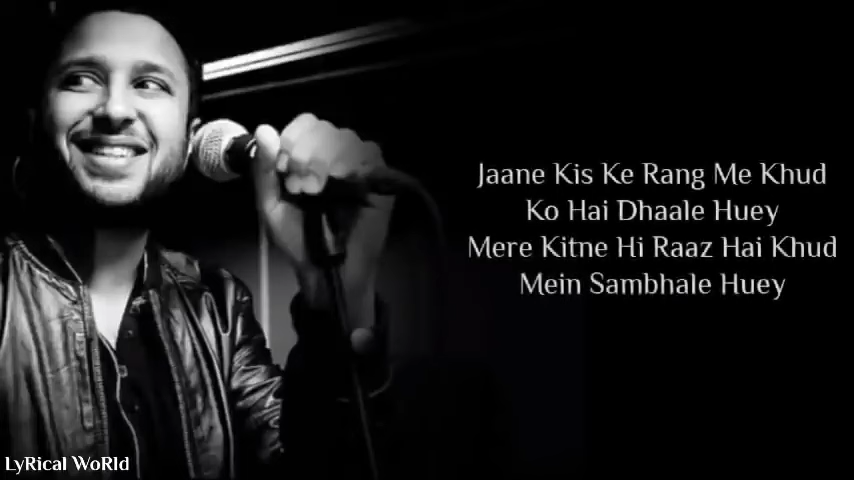 Jaane Kis Ke Rang Me Khud
Ko Hai Dhaale Huey
Mere Kitne Hi Raaz Hai Khud
Mein Sambhale Huey
LyRical WoRld